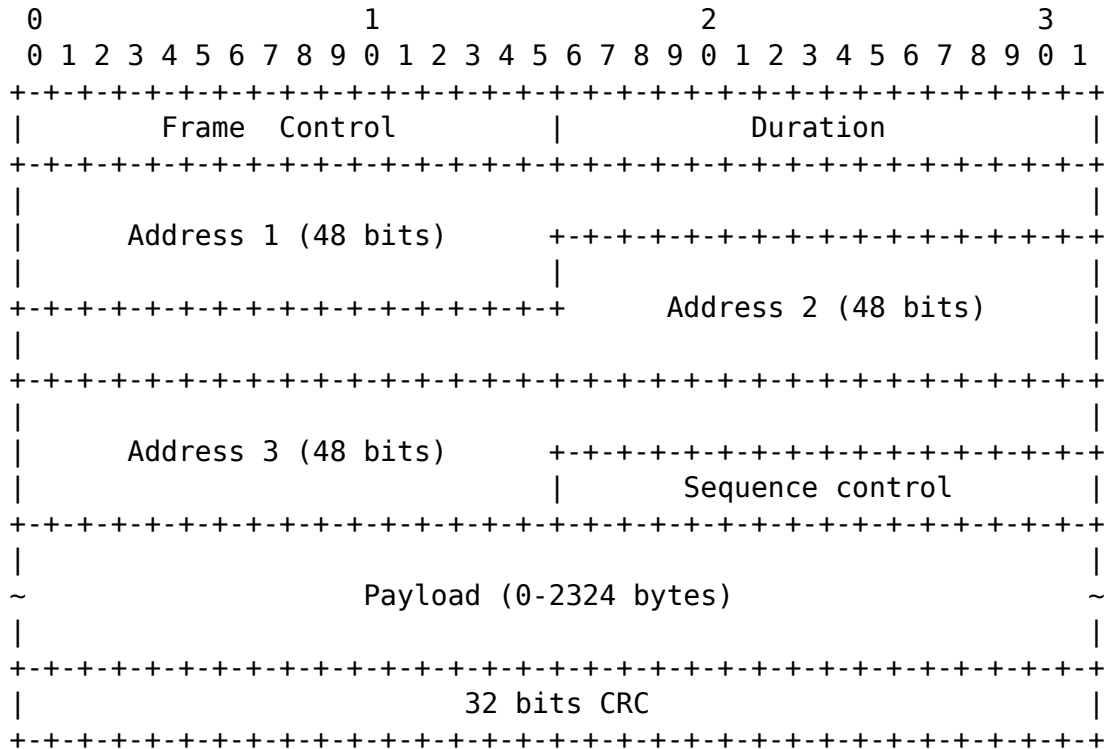 0                   1                   2                   3
0 1 2 3 4 5 6 7 8 9 0 1 2 3 4 5 6 7 8 9 0 1 2 3 4 5 6 7 8 9 0 1
+-+-+-+-+-+-+-+-+-+-+-+-+-+-+-+-+-+-+-+-+-+-+-+-+-+-+-+-+-+-+-+-+
|        Frame  Control         |           Duration            |
+-+-+-+-+-+-+-+-+-+-+-+-+-+-+-+-+-+-+-+-+-+-+-+-+-+-+-+-+-+-+-+-+
|                                                               |
|      Address 1 (48 bits)      +-+-+-+-+-+-+-+-+-+-+-+-+-+-+-+-+
|                               |                               |
+-+-+-+-+-+-+-+-+-+-+-+-+-+-+-+-+      Address 2 (48 bits)      |
|                                                               |
+-+-+-+-+-+-+-+-+-+-+-+-+-+-+-+-+-+-+-+-+-+-+-+-+-+-+-+-+-+-+-+-+
|                                                               |
|      Address 3 (48 bits)      +-+-+-+-+-+-+-+-+-+-+-+-+-+-+-+-+
|                               |       Sequence control        |
+-+-+-+-+-+-+-+-+-+-+-+-+-+-+-+-+-+-+-+-+-+-+-+-+-+-+-+-+-+-+-+-+
|                                                               |
~                    Payload (0-2324 bytes)                     ~
|                                                               |
+-+-+-+-+-+-+-+-+-+-+-+-+-+-+-+-+-+-+-+-+-+-+-+-+-+-+-+-+-+-+-+-+
|                          32 bits CRC                          |
+-+-+-+-+-+-+-+-+-+-+-+-+-+-+-+-+-+-+-+-+-+-+-+-+-+-+-+-+-+-+-+-+